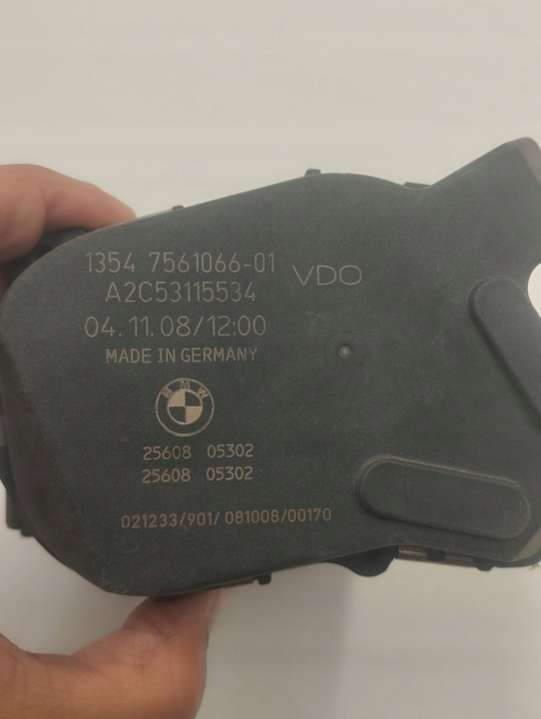 1354 7561066-01
VDO
A2C53115534
04.11.08/12:00
MADE IN GERMANY
BMW
25608 05302
25608 05302
021233/901/081008/00170